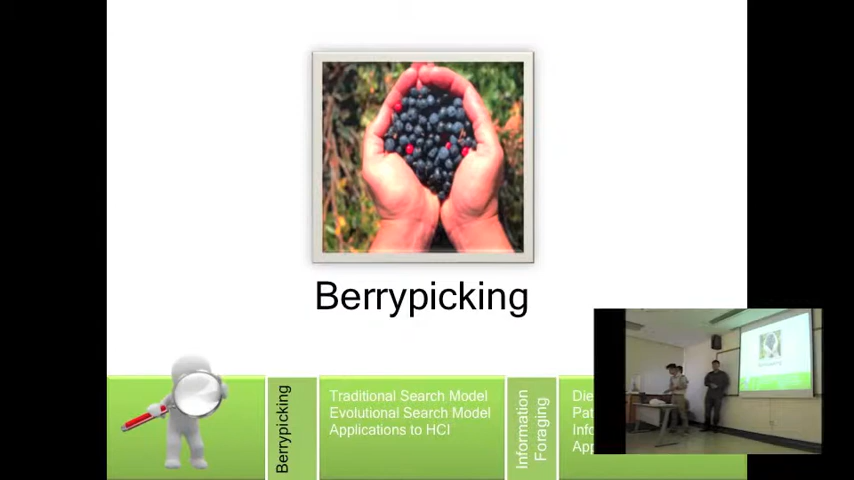 Berrypicking
Berrypicking
Traditional Search Model
Evolutional Search Model
Applications to HCI
Information
Foraging